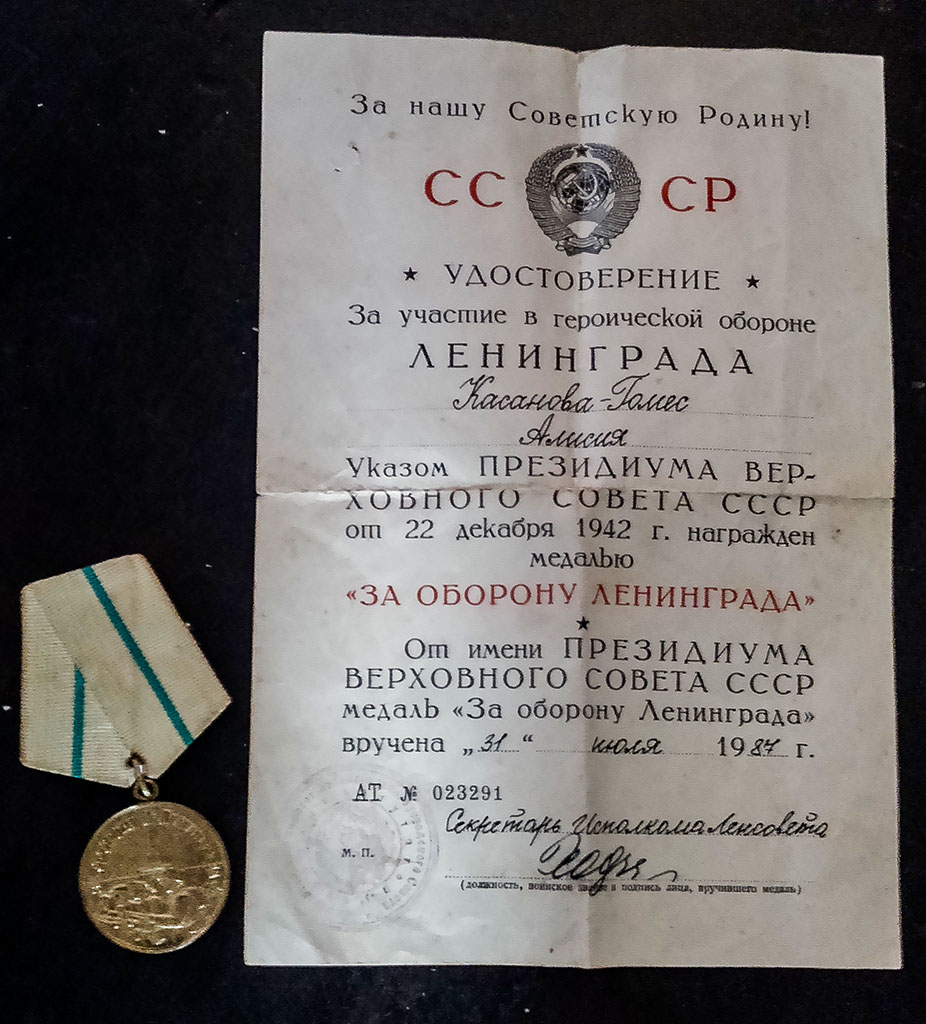 За нашу Советскую Родину!
СС СР
★ УДОСТОВЕРЕНИЕ ★
За участие в героической обороне
ЛЕНИНГРАДА
Касанова-Гомес
Алисия
Указом ПРЕЗИДИУМА ВЕР-
ХОВНОГО СОВЕТА СССР
от 22 декабря 1942 г. награжден
медалью
«ЗА ОБОРОНУ ЛЕНИНГРАДА»
★
От имени ПРЕЗИДИУМА
ВЕРХОВНОГО СОВЕТА СССР
медаль «За оборону Ленинграда»
вручена „31“ июля 1987 г.
АТ № 023291
Секретарь Исполкома Ленсовета
м. п.
(должность, воинское звание и подпись лица, вручившего медаль)